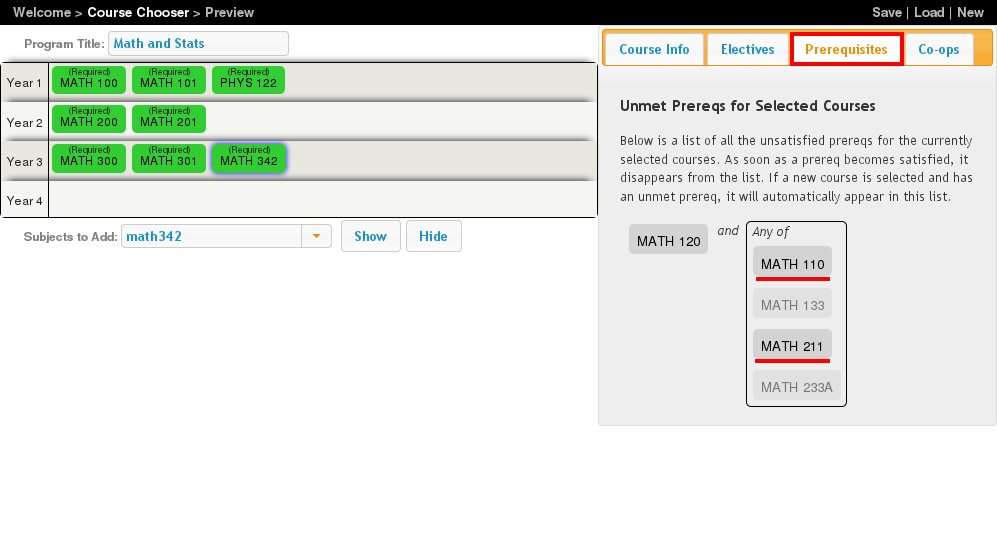 Welcome > Course Chooser > Preview
Save | Load | New
Program Title: Math and Stats
Year 1
(Required)
MATH 100
(Required)
MATH 101
(Required)
PHYS 122
Year 2
(Required)
MATH 200
(Required)
MATH 201
Year 3
(Required)
MATH 300
(Required)
MATH 301
(Required)
MATH 342
Year 4
Subjects to Add: math342 Show Hide
Course Info Electives Prerequisites Co-ops
Unmet Prereqs for Selected Courses
Below is a list of all the unsatisfied prereqs for the currently
selected courses. As soon as a prereq becomes satisfied, it
disappears from the list. If a new course is selected and has
an unmet prereq, it will automatically appear in this list.
MATH 120 and Any of
MATH 110
MATH 133
MATH 211
MATH 233A